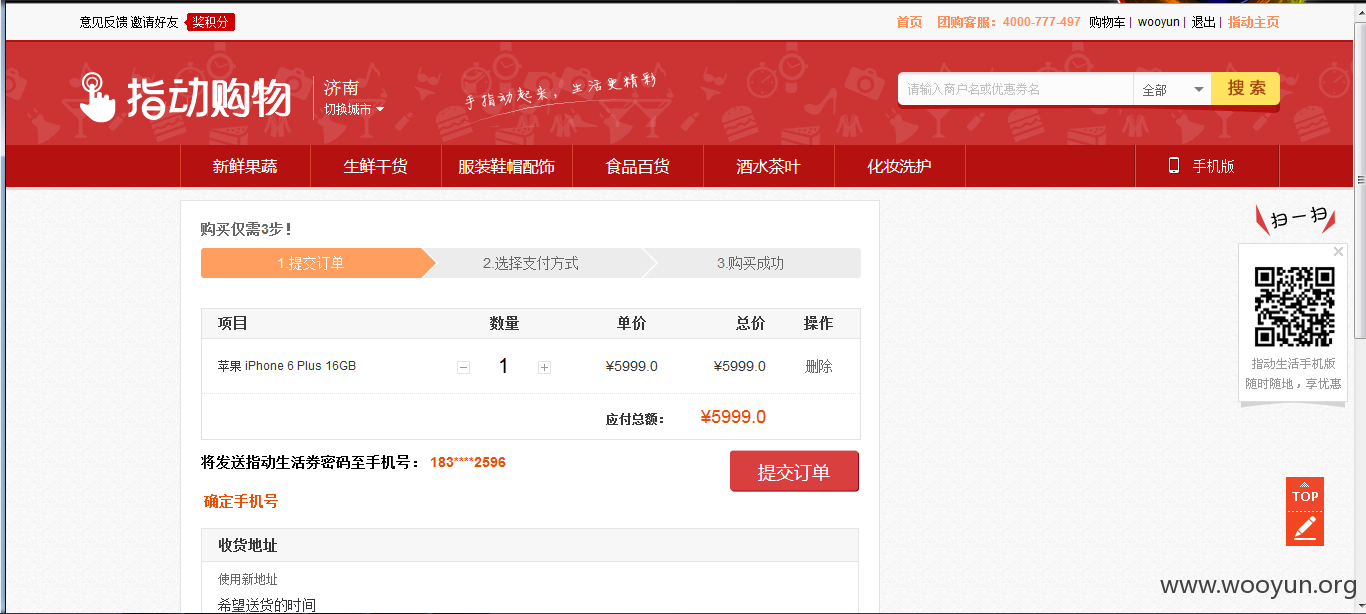 意见反馈 邀请好友 奖积分 首页 团购客服：4000-777-497 购物车 | wooyun | 退出 | 指动主页
指动购物
济南
切换城市
手指动起来，生活更精彩
请输入商户名或优惠券名 全部 搜 索
新鲜果蔬 生鲜干货 服装鞋帽配饰 食品百货 酒水茶叶 化妆洗护 手机版
扫一扫
购买仅需3步！
1.提交订单 2.选择支付方式 3.购买成功
项目 数量 单价 总价 操作
苹果 iPhone 6 Plus 16GB 1 ¥5999.0 ¥5999.0 删除
应付总额： ¥5999.0
指动生活手机版
随时随地，享优惠
将发送指动生活券密码至手机号： 183****2596
提交订单
确定手机号
TOP
收货地址
使用新地址
希望送货的时间
www.wooyun.org